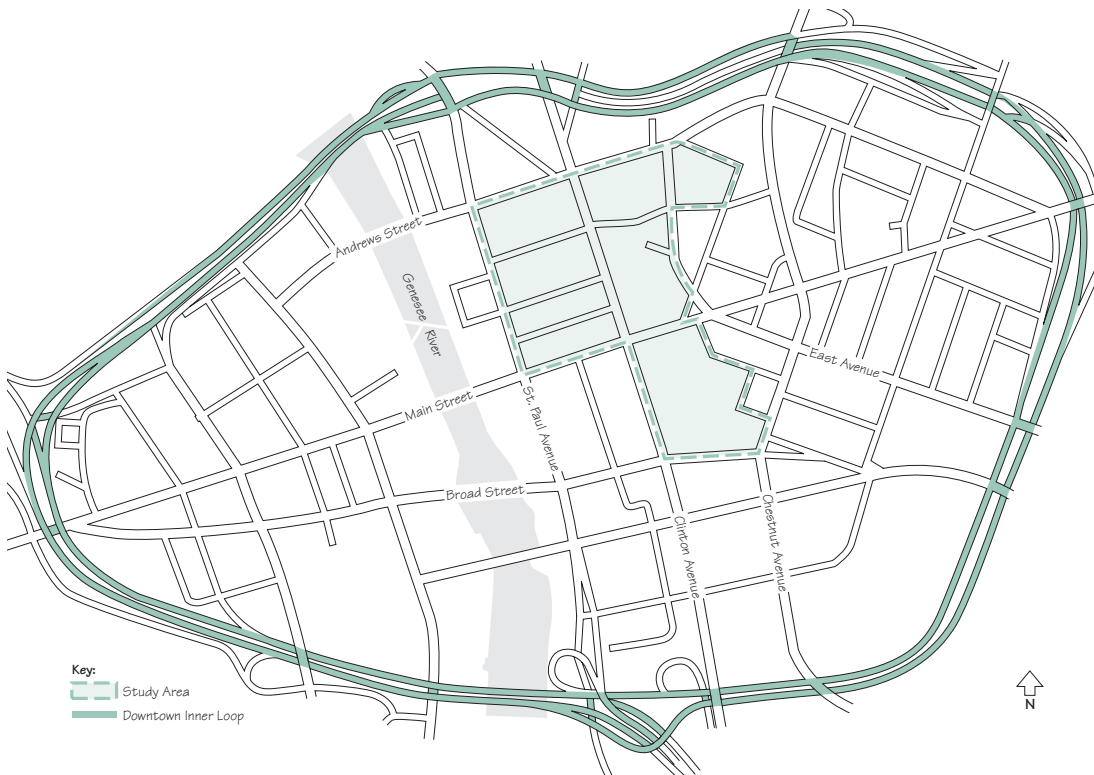 Andrews Street
Genesee River
East Avenue
Main Street
St. Paul Avenue
Broad Street
Clinton Avenue
Chestnut Avenue
Key:
Study Area
Downtown Inner Loop
N